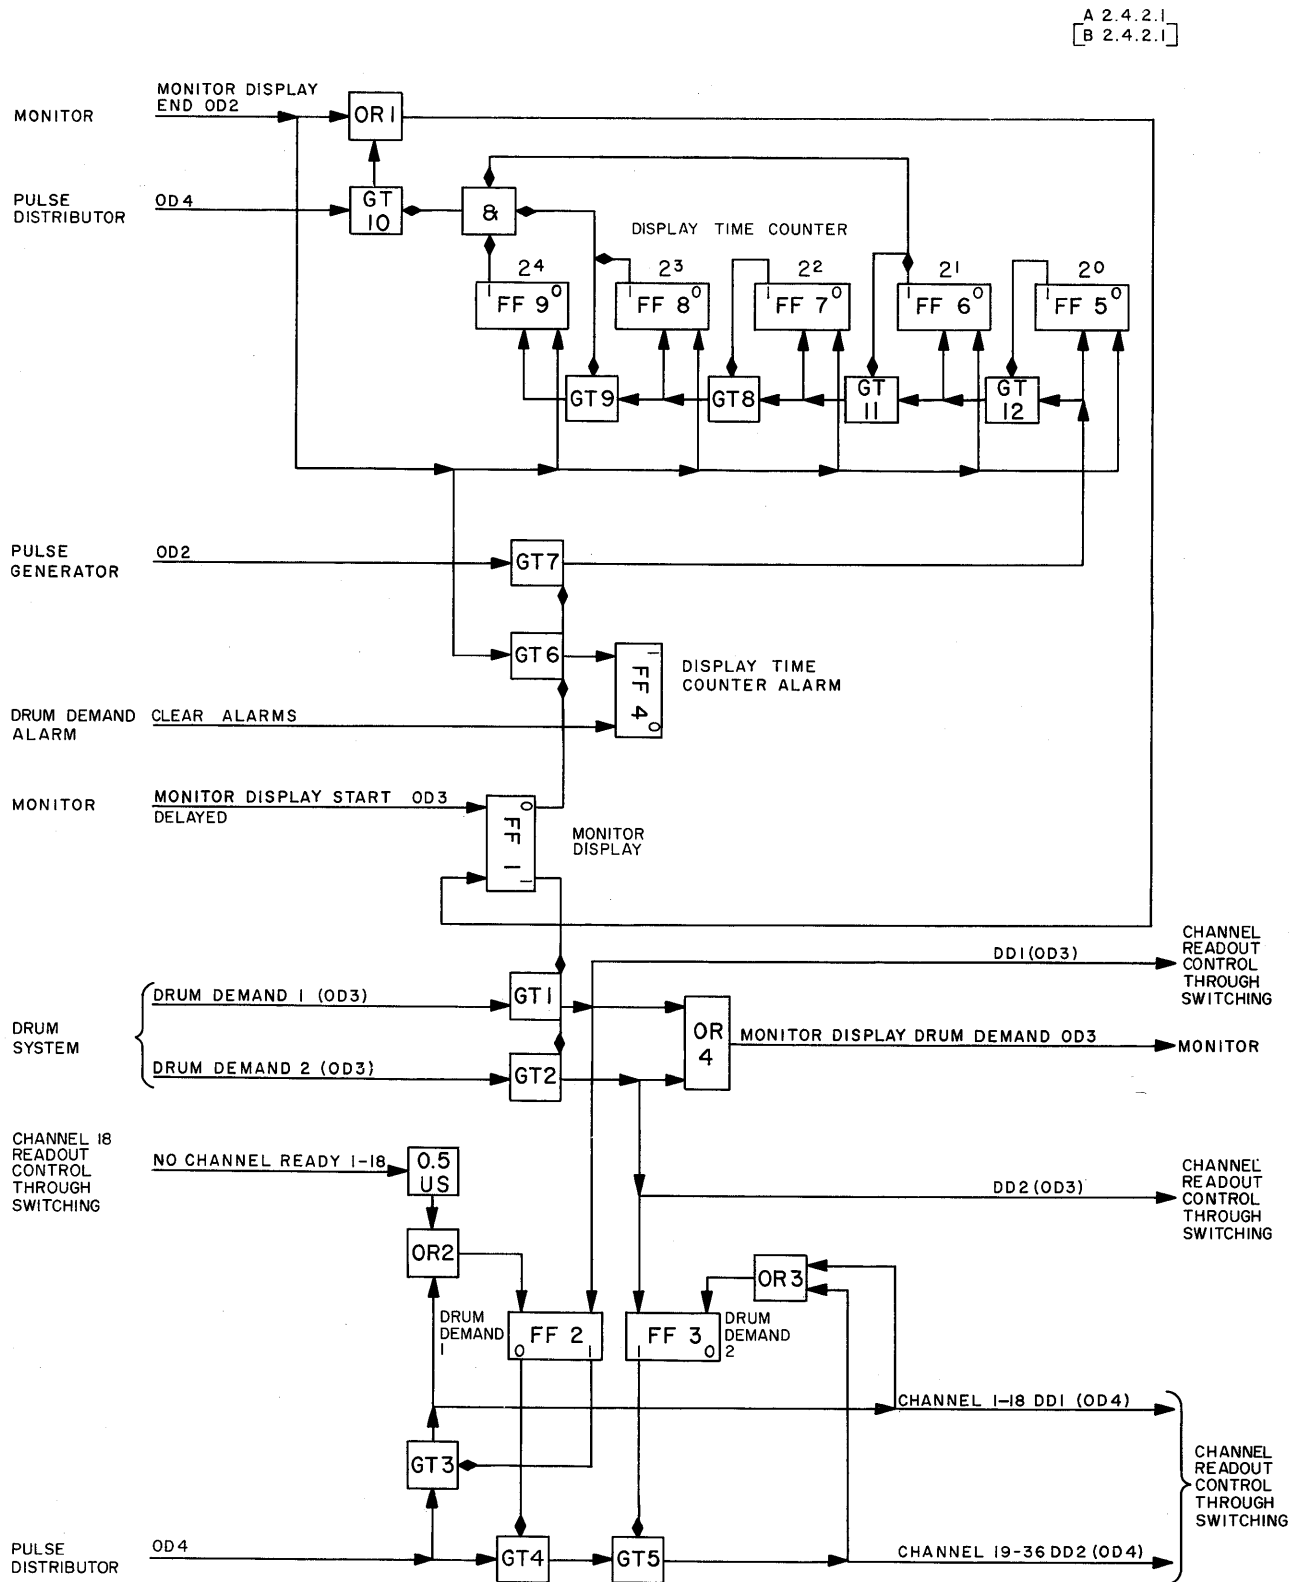 A 2.4.2.1
[B 2.4.2.1]
MONITOR
MONITOR DISPLAY
END OD2
OR1
PULSE
DISTRIBUTOR
OD4
GT
10
&
DISPLAY TIME COUNTER
2⁴
2³
2²
2¹
2⁰
1 FF 9 0
1 FF 8 0
1 FF 7 0
1 FF 6 0
1 FF 5 0
GT9
GT8
GT
11
GT
12
PULSE
GENERATOR
OD2
GT7
GT6
1 FF 4 0
DISPLAY TIME
COUNTER ALARM
DRUM DEMAND
ALARM
CLEAR ALARMS
MONITOR
MONITOR DISPLAY START OD3
DELAYED
0 FF 1 1
MONITOR
DISPLAY
DD1(OD3)
CHANNEL
READOUT
CONTROL
THROUGH
SWITCHING
DRUM
SYSTEM
DRUM DEMAND 1 (OD3)
GT1
DRUM DEMAND 2 (OD3)
GT2
OR
4
MONITOR DISPLAY DRUM DEMAND OD3
MONITOR
CHANNEL 18
READOUT
CONTROL
THROUGH
SWITCHING
NO CHANNEL READY 1-18
0.5
US
DD2(OD3)
CHANNEL
READOUT
CONTROL
THROUGH
SWITCHING
OR2
OR3
DRUM
DEMAND
1
FF 2
0 1
FF 3
1 0
DRUM
DEMAND
2
CHANNEL 1-18 DD1 (OD4)
GT3
CHANNEL
READOUT
CONTROL
THROUGH
SWITCHING
PULSE
DISTRIBUTOR
OD4
GT4
GT5
CHANNEL 19-36 DD2 (OD4)